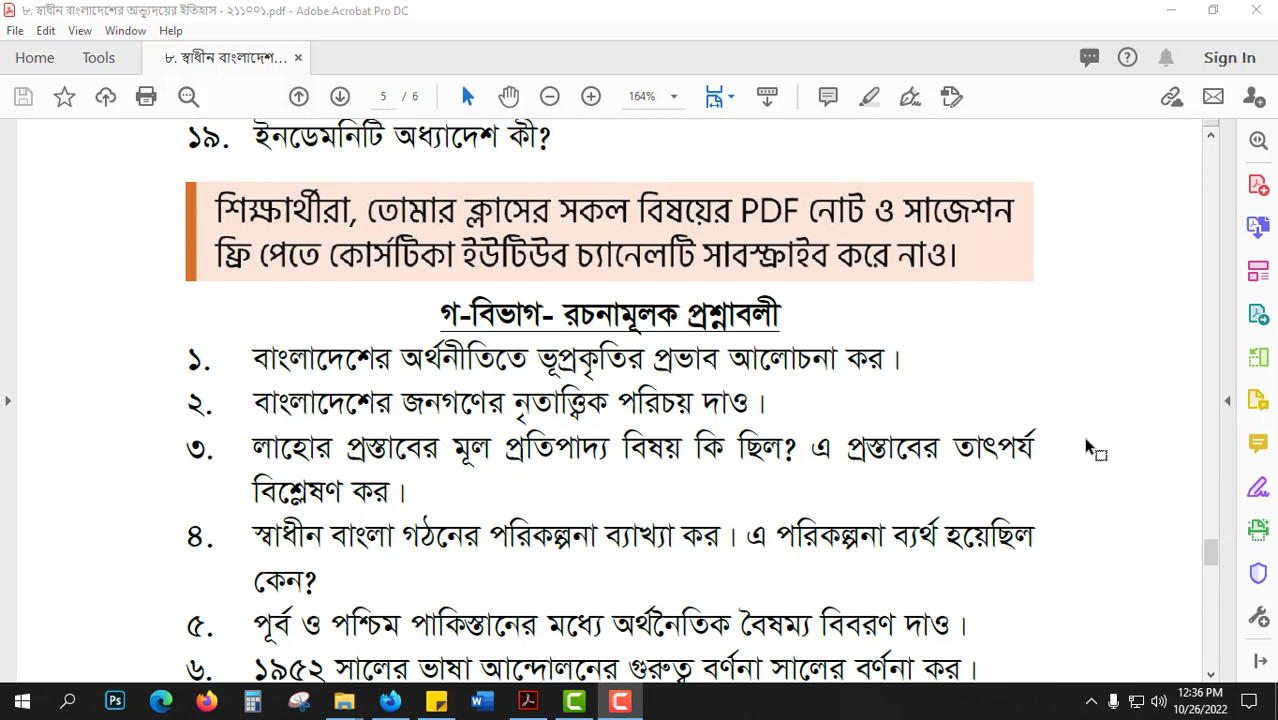 ৮. স্বাধীন বাংলাদেশের অভ্যুদয়ের ইতিহাস - ২১১০০১.pdf - Adobe Acrobat Pro DC
File Edit View Window Help
Home Tools ৮. স্বাধীন বাংলাদেশ... × Sign In
5 / 6 164%
১৯. ইনডেমনিটি অধ্যাদেশ কী?
শিক্ষার্থীরা, তোমার ক্লাসের সকল বিষয়ের PDF নোট ও সাজেশন
ফ্রি পেতে কোর্সটিকা ইউটিউব চ্যানেলটি সাবস্ক্রাইব করে নাও।
গ-বিভাগ- রচনামূলক প্রশ্নাবলী
১. বাংলাদেশের অর্থনীতিতে ভূপ্রকৃতির প্রভাব আলোচনা কর।
২. বাংলাদেশের জনগণের নৃতাত্ত্বিক পরিচয় দাও।
৩. লাহোর প্রস্তাবের মূল প্রতিপাদ্য বিষয় কি ছিল? এ প্রস্তাবের তাৎপর্য
বিশ্লেষণ কর।
৪. স্বাধীন বাংলা গঠনের পরিকল্পনা ব্যাখ্যা কর। এ পরিকল্পনা ব্যর্থ হয়েছিল
কেন?
৫. পূর্ব ও পশ্চিম পাকিস্তানের মধ্যে অর্থনৈতিক বৈষম্য বিবরণ দাও।
৬. ১৯৫২ সালের ভাষা আন্দোলনের গুরুত্ব বর্ণনা সালের বর্ণনা কর।
Ps W
12:36 PM
10/26/2022